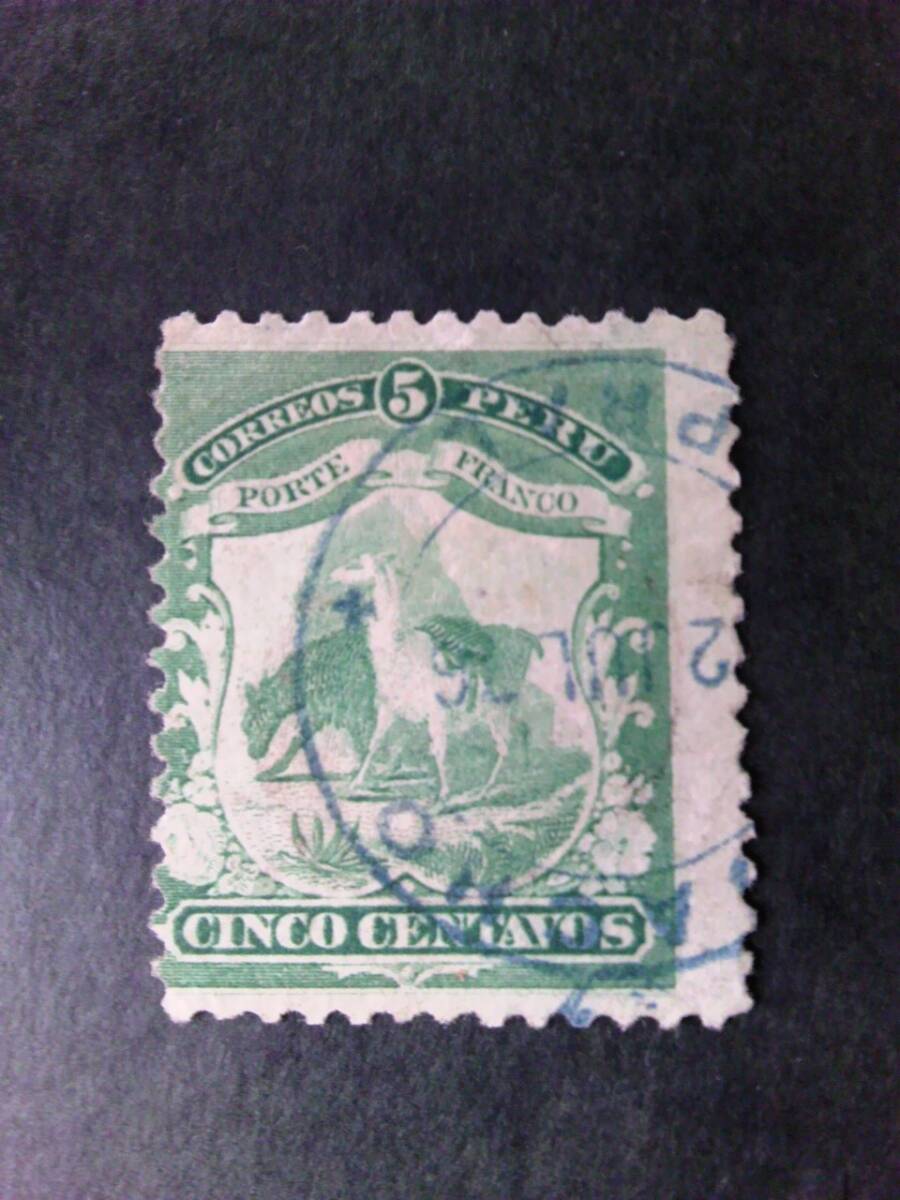 CORREOS 5 PERU
PORTE FRANCO
CINCO CENTAVOS